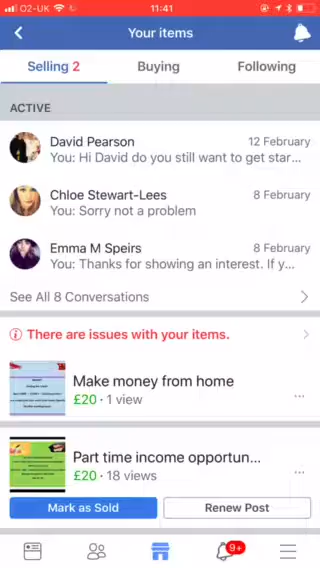 O2-UK
11:41
Your items
Selling 2
Buying
Following
ACTIVE
David Pearson
12 February
You: Hi David do you still want to get star...
Chloe Stewart-Lees
8 February
You: Sorry not a problem
Emma M Speirs
8 February
You: Thanks for showing an interest. If y...
See All 8 Conversations
There are issues with your items.
Make money from home
£20 · 1 view
Part time income opportun...
£20 · 18 views
Mark as Sold
Renew Post
9+